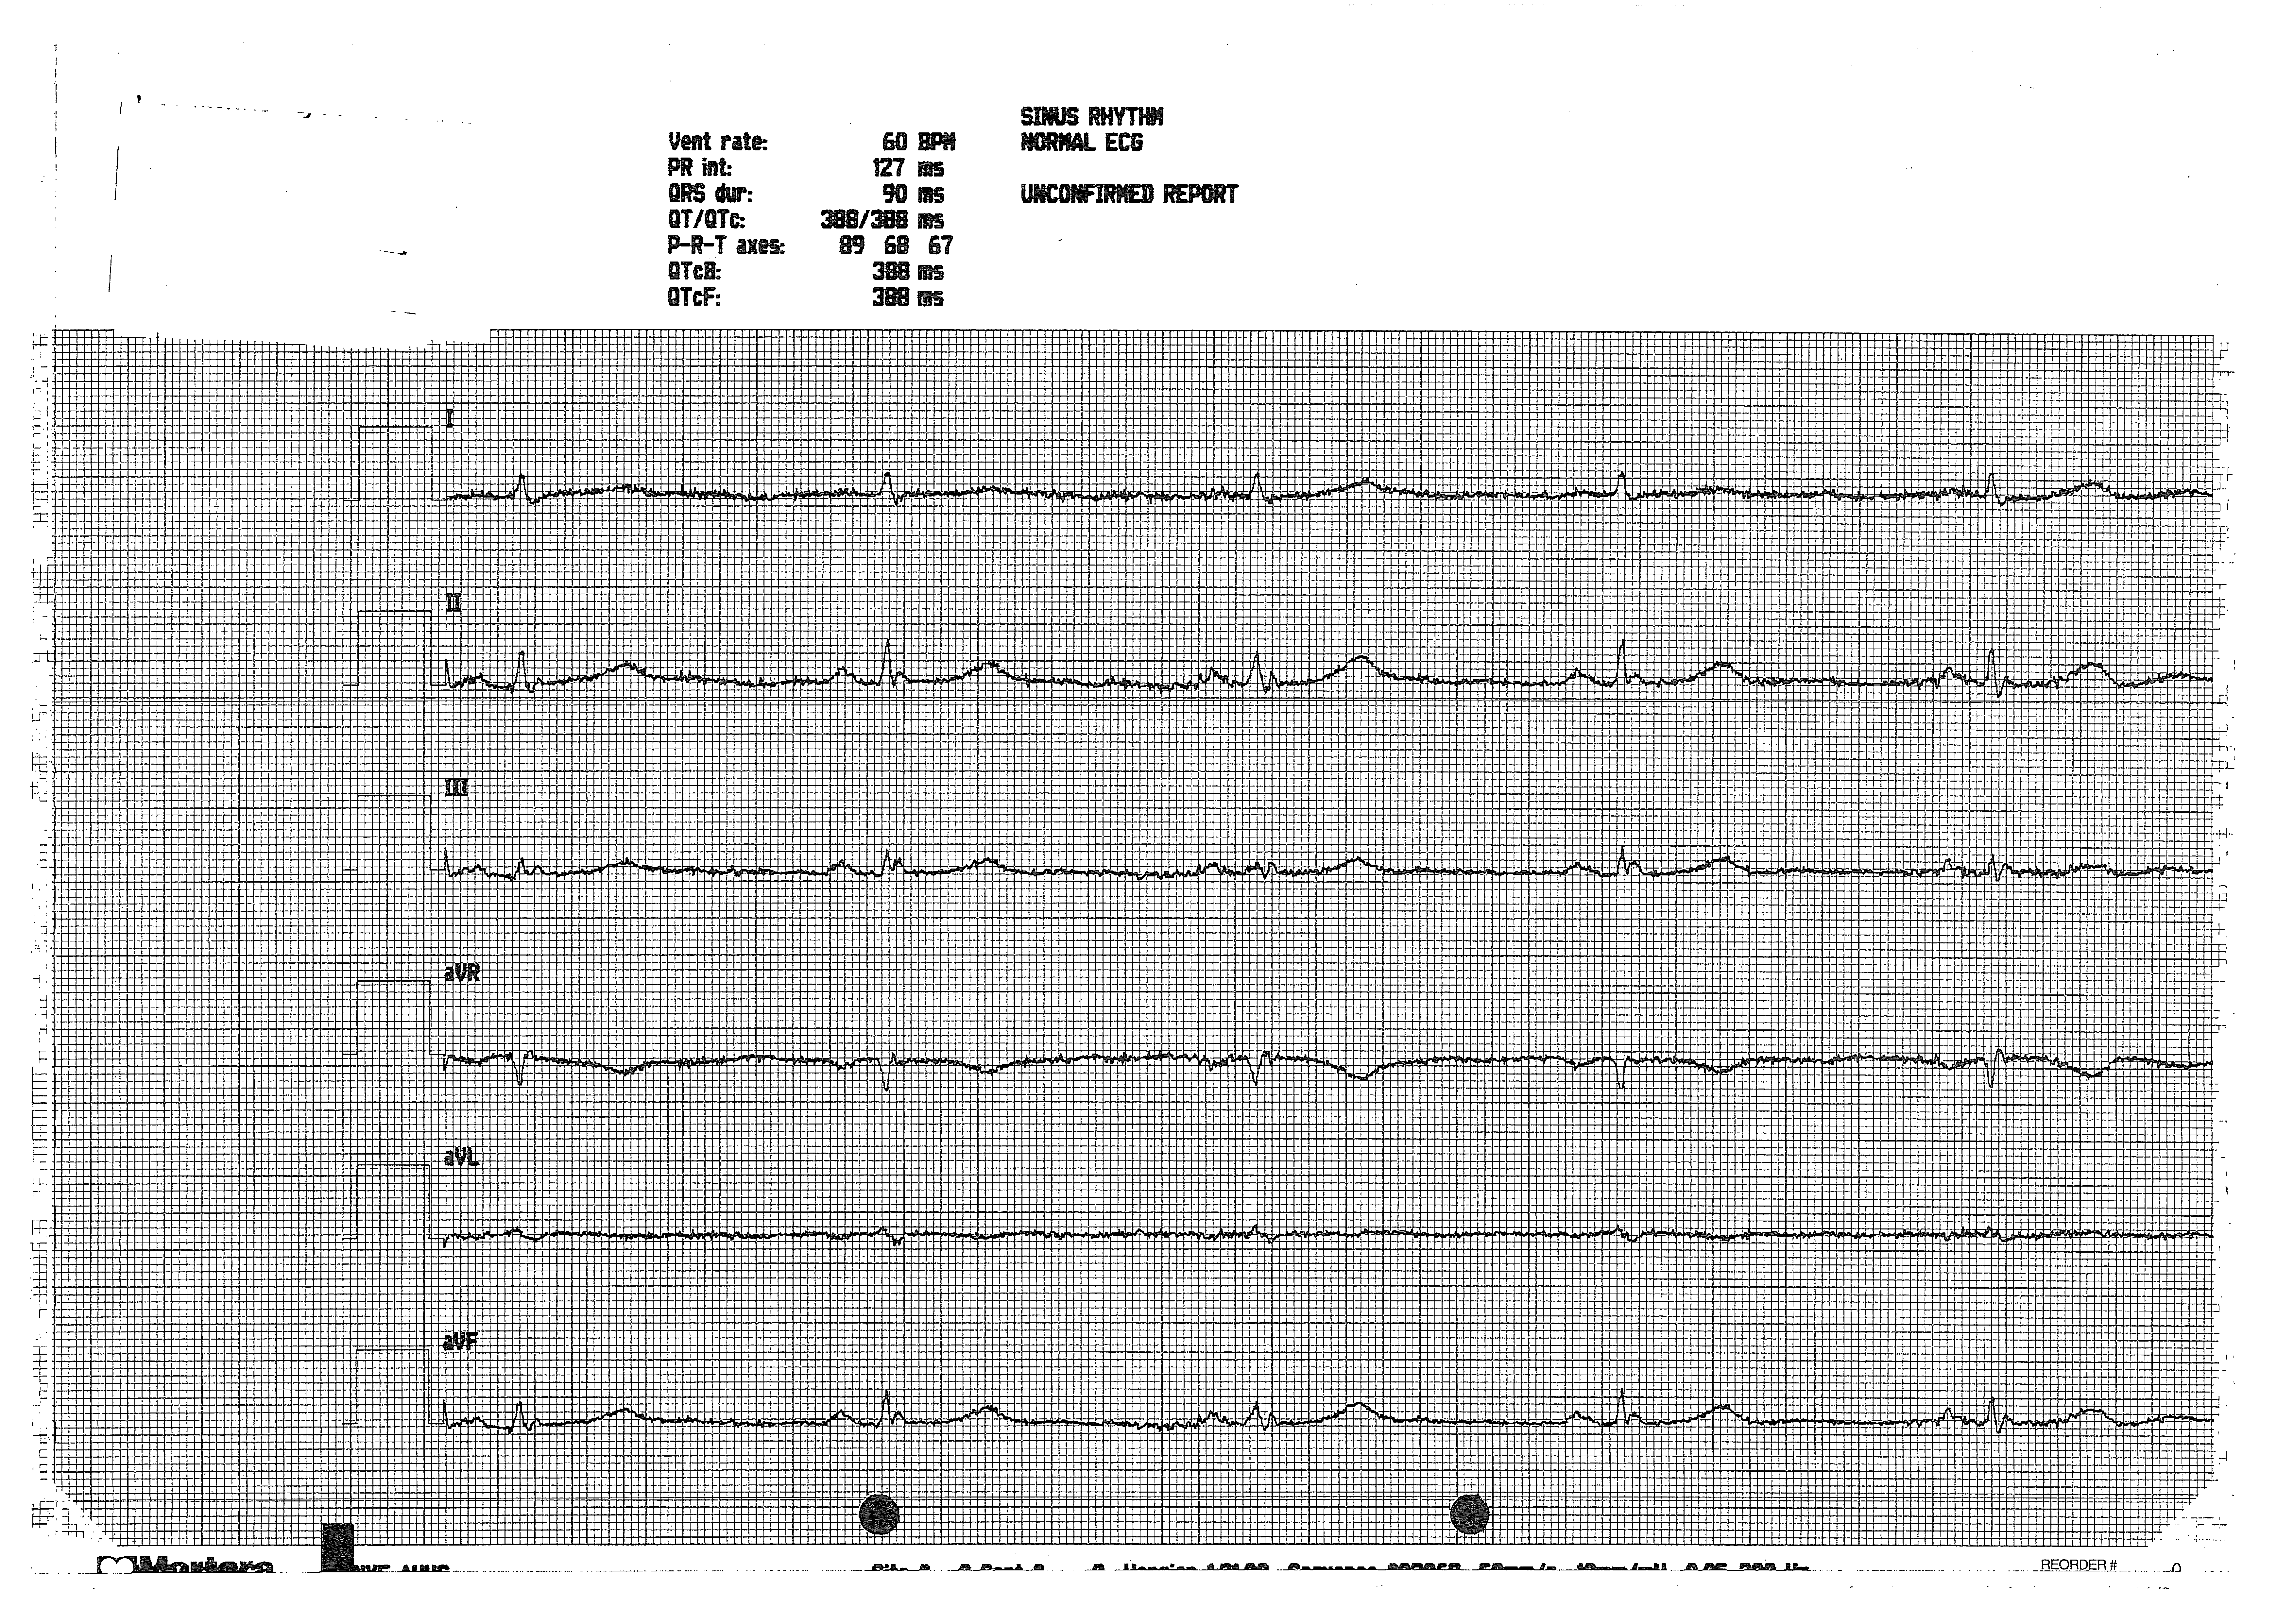 SINUS RHYTHM
Vent rate: 60 BPM NORMAL ECG
PR int: 127 ms
QRS dur: 90 ms UNCONFIRMED REPORT
QT/QTc: 388/388 ms
P-R-T axes: 89 68 67
QTcB: 388 ms
QTcF: 388 ms
I
II
III
aVR
aVL
aVF
Mortara
REORDER #